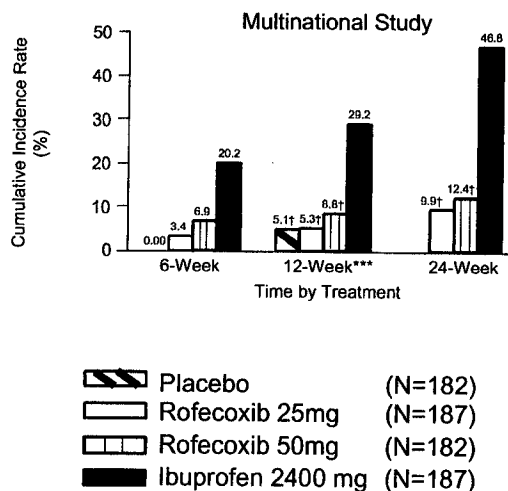 Multinational Study
Cumulative Incidence Rate
(%)
50
40
30
20
10
0
0.00
3.4
6.9
20.2
5.1†
5.3†
8.8†
29.2
9.9†
12.4†
46.8
6-Week
12-Week***
24-Week
Time by Treatment
Placebo (N=182)
Rofecoxib 25mg (N=187)
Rofecoxib 50mg (N=182)
Ibuprofen 2400 mg (N=187)